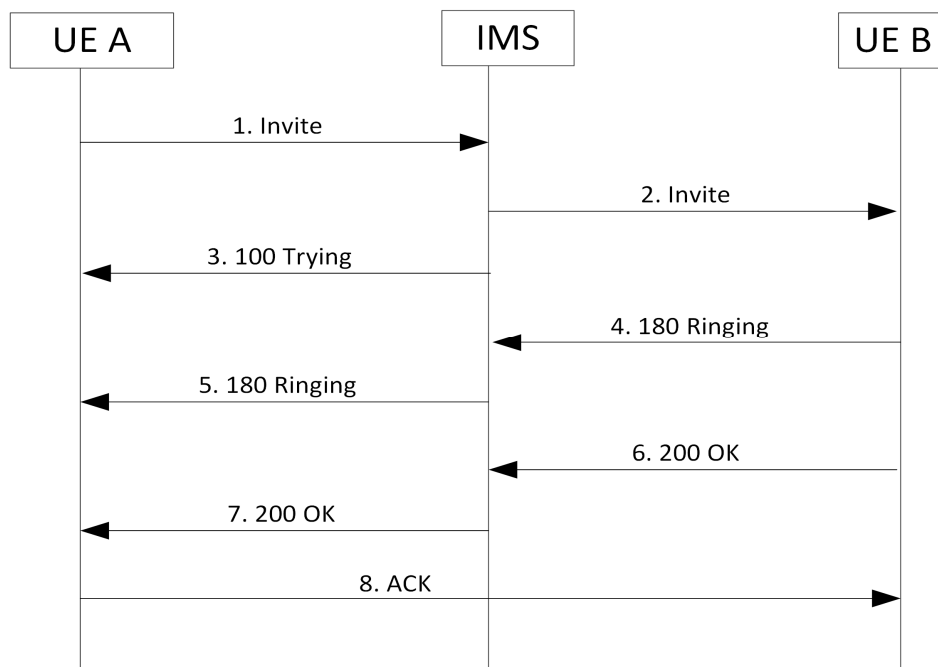 UE A
IMS
UE B
1. Invite
2. Invite
3. 100 Trying
4. 180 Ringing
5. 180 Ringing
6. 200 OK
7. 200 OK
8. ACK